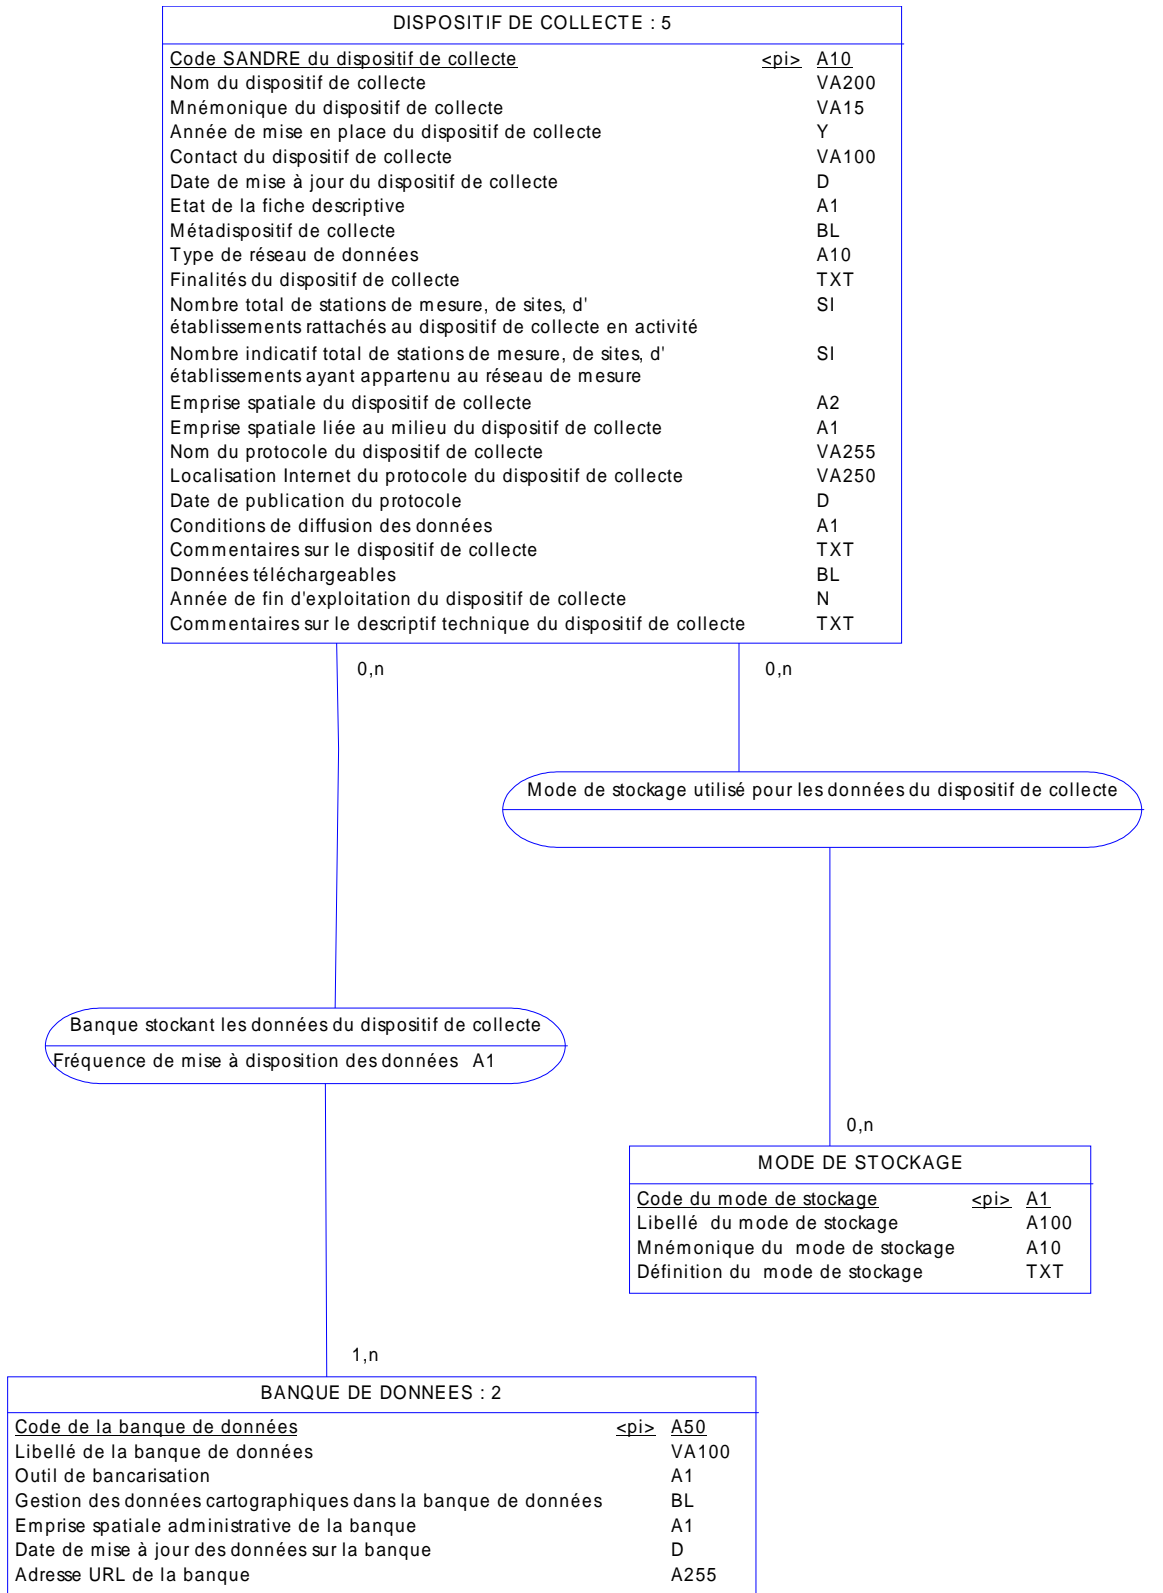 DISPOSITIF DE COLLECTE : 5
Code SANDRE du dispositif de collecte <pi> A10
Nom du dispositif de collecte VA200
Mnémonique du dispositif de collecte VA15
Année de mise en place du dispositif de collecte Y
Contact du dispositif de collecte VA100
Date de mise à jour du dispositif de collecte D
Etat de la fiche descriptive A1
Métadispositif de collecte BL
Type de réseau de données A10
Finalités du dispositif de collecte TXT
Nombre total de stations de mesure, de sites, d' SI
établissements rattachés au dispositif de collecte en activité
Nombre indicatif total de stations de mesure, de sites, d' SI
établissements ayant appartenu au réseau de mesure
Emprise spatiale du dispositif de collecte A2
Emprise spatiale liée au milieu du dispositif de collecte A1
Nom du protocole du dispositif de collecte VA255
Localisation Internet du protocole du dispositif de collecte VA250
Date de publication du protocole D
Conditions de diffusion des données A1
Commentaires sur le dispositif de collecte TXT
Données téléchargeables BL
Année de fin d'exploitation du dispositif de collecte N
Commentaires sur le descriptif technique du dispositif de collecte TXT
0,n 0,n
Mode de stockage utilisé pour les données du dispositif de collecte
Banque stockant les données du dispositif de collecte
Fréquence de mise à disposition des données A1
0,n
MODE DE STOCKAGE
Code du mode de stockage <pi> A1
Libellé du mode de stockage A100
Mnémonique du mode de stockage A10
Définition du mode de stockage TXT
1,n
BANQUE DE DONNEES : 2
Code de la banque de données <pi> A50
Libellé de la banque de données VA100
Outil de bancarisation A1
Gestion des données cartographiques dans la banque de données BL
Emprise spatiale administrative de la banque A1
Date de mise à jour des données sur la banque D
Adresse URL de la banque A255